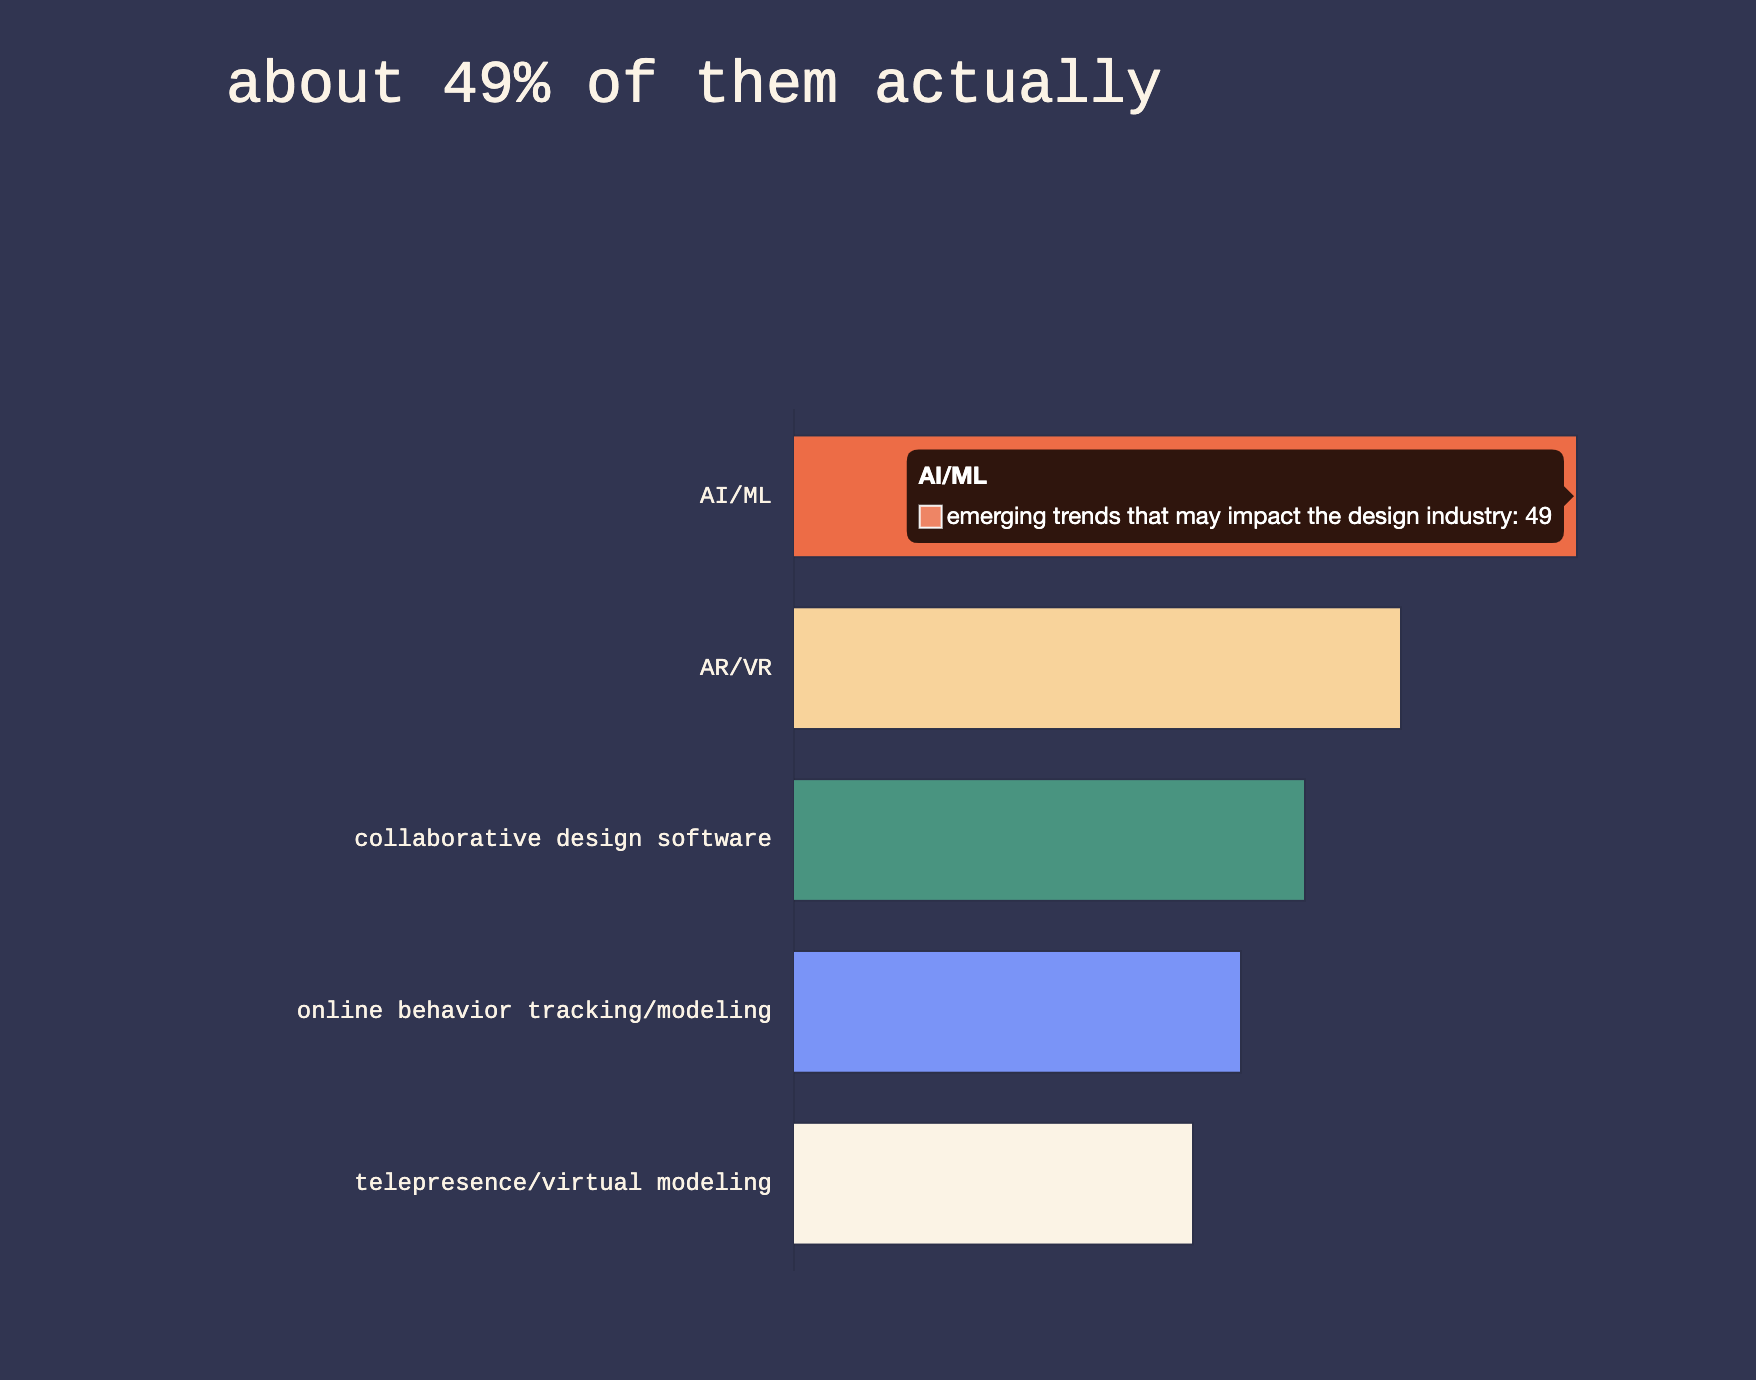 about 49% of them actually
AI/ML
AI/ML
emerging trends that may impact the design industry: 49
AR/VR
collaborative design software
online behavior tracking/modeling
telepresence/virtual modeling